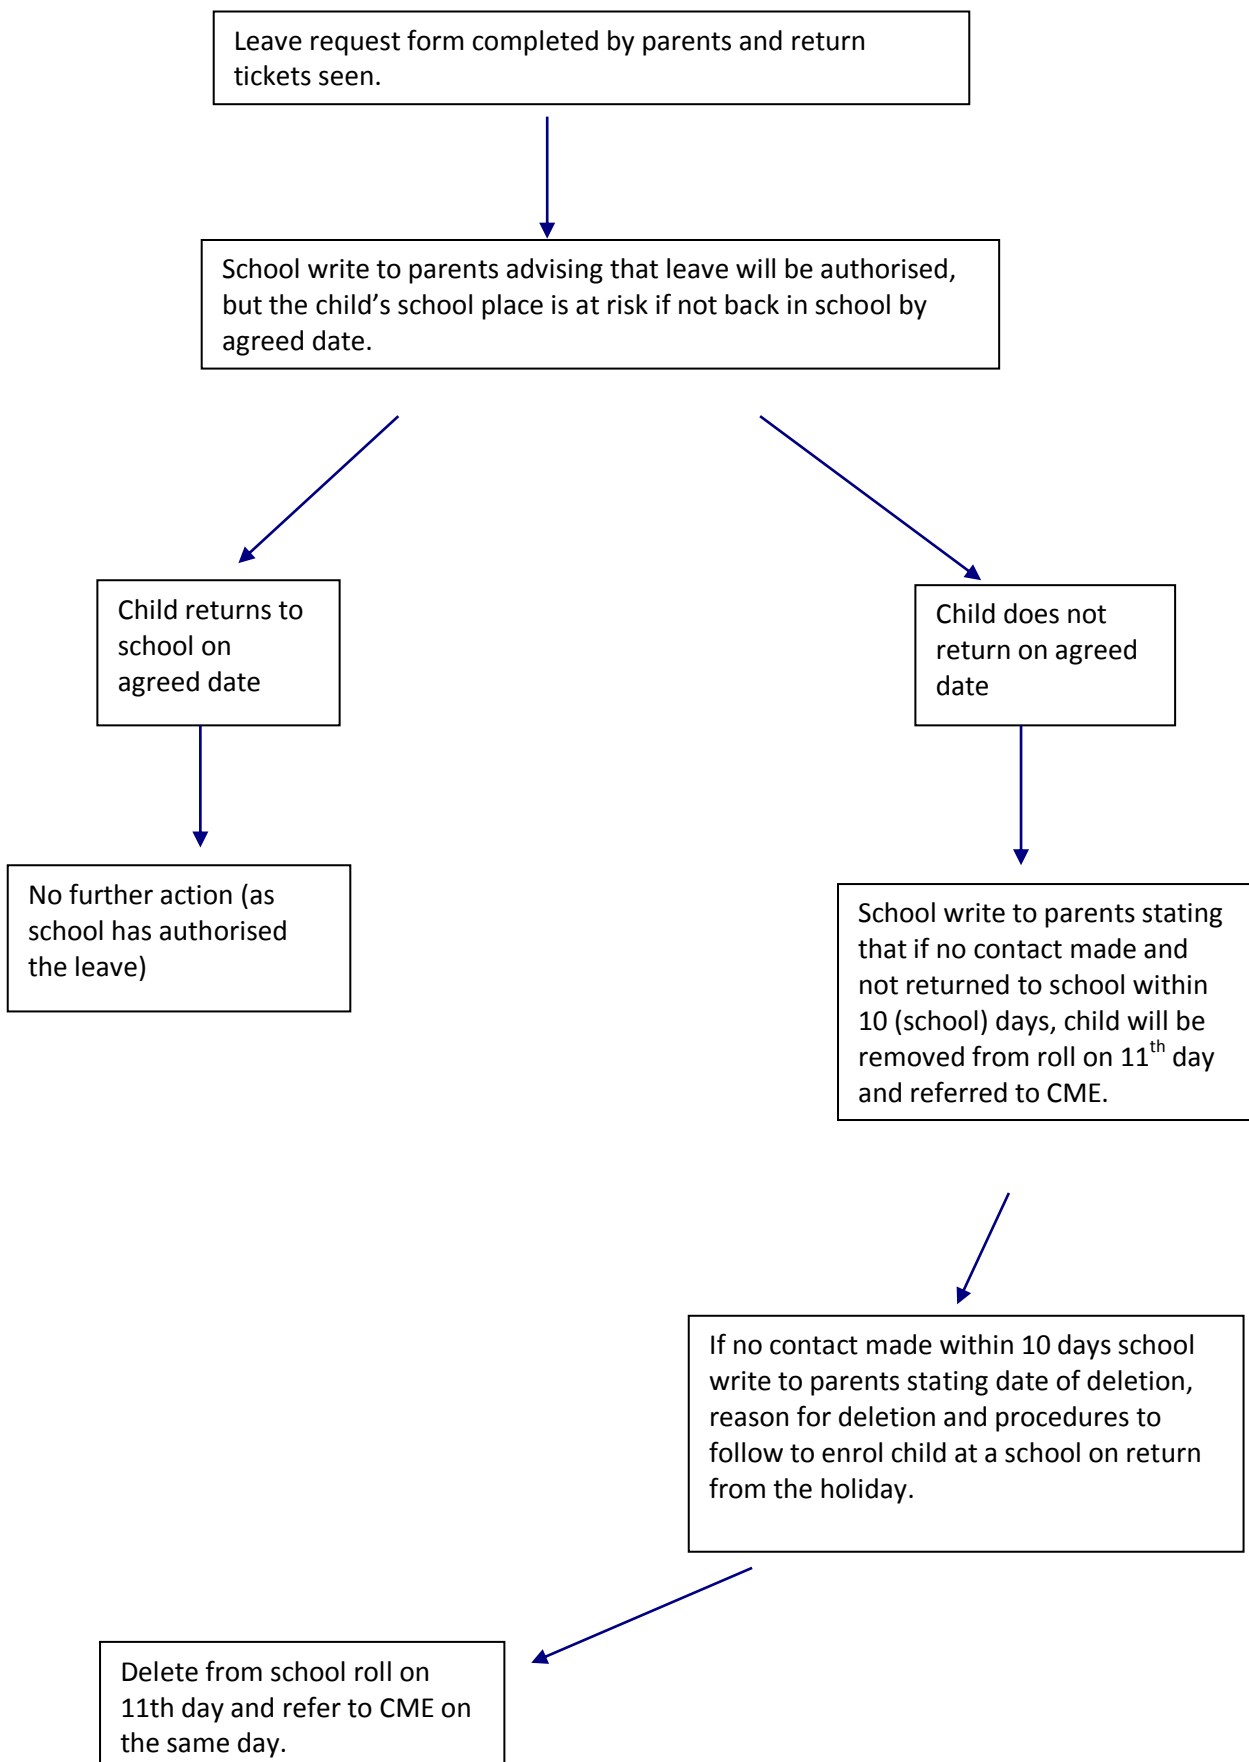 Leave request form completed by parents and return
tickets seen.
School write to parents advising that leave will be authorised,
but the child’s school place is at risk if not back in school by
agreed date.
Child returns to
school on
agreed date
Child does not
return on agreed
date
No further action (as
school has authorised
the leave)
School write to parents stating
that if no contact made and
not returned to school within
10 (school) days, child will be
removed from roll on 11th day
and referred to CME.
If no contact made within 10 days school
write to parents stating date of deletion,
reason for deletion and procedures to
follow to enrol child at a school on return
from the holiday.
Delete from school roll on
11th day and refer to CME on
the same day.